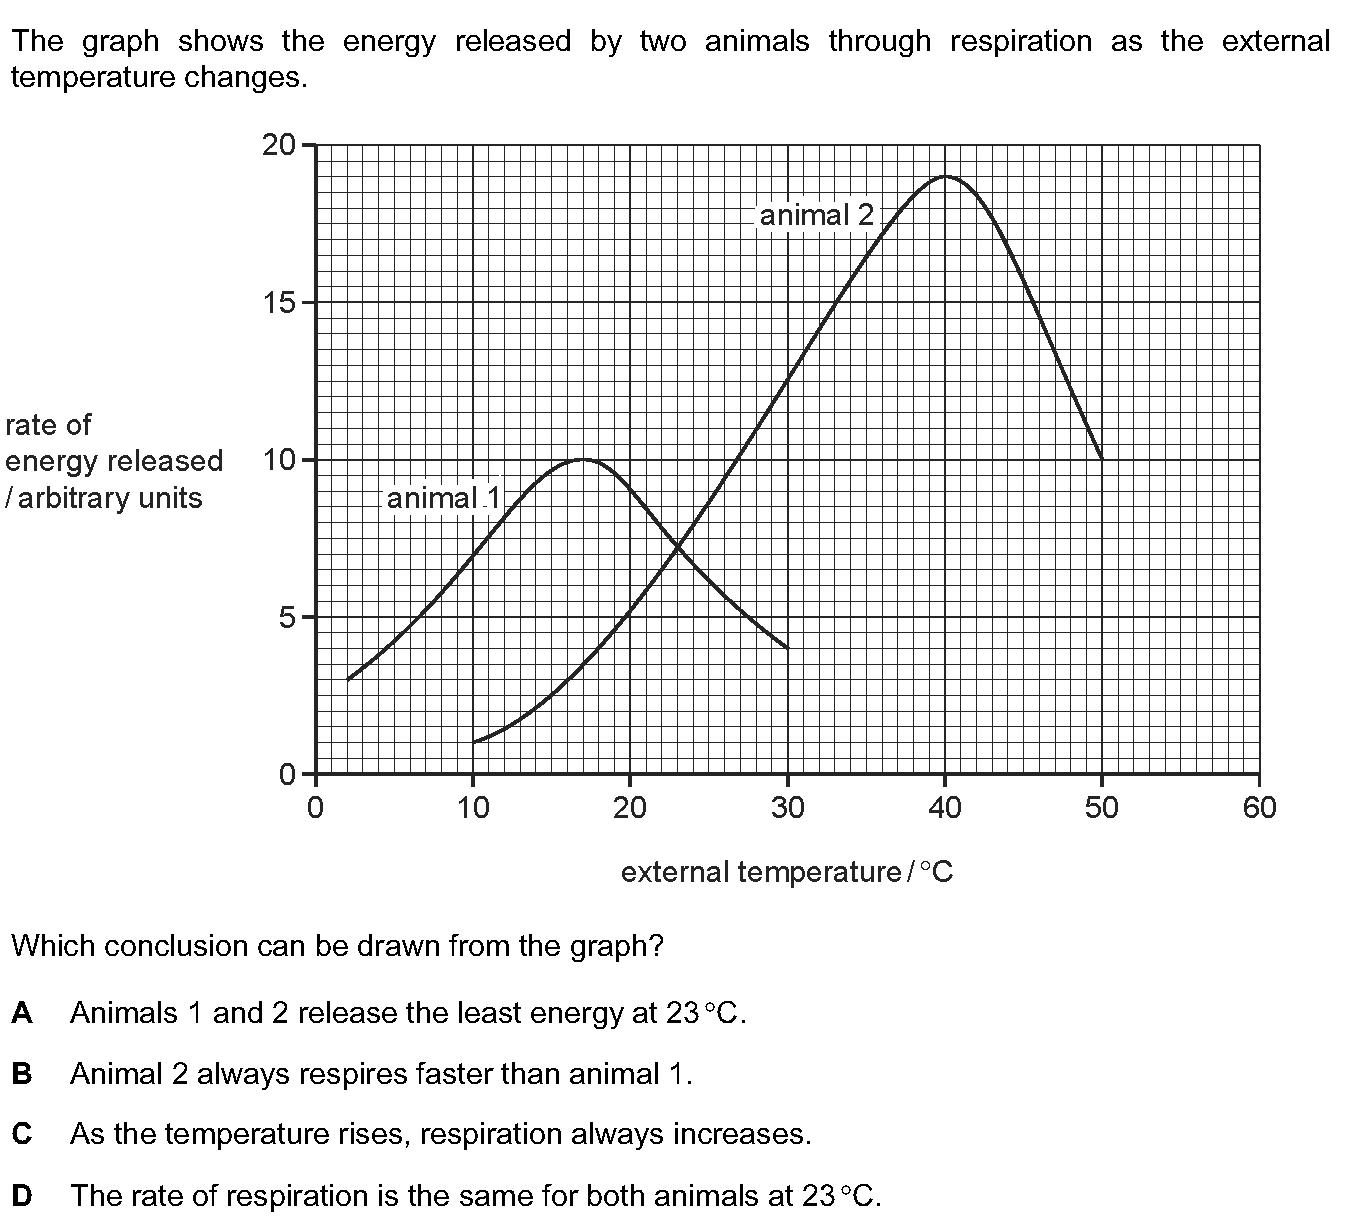 The graph shows the energy released by two animals through respiration as the external
temperature changes.
20
animal 2
15
rate of
energy released
/ arbitrary units
10
animal 1
5
0
0 10 20 30 40 50 60
external temperature / °C
Which conclusion can be drawn from the graph?
A Animals 1 and 2 release the least energy at 23 °C.
B Animal 2 always respires faster than animal 1.
C As the temperature rises, respiration always increases.
D The rate of respiration is the same for both animals at 23 °C.